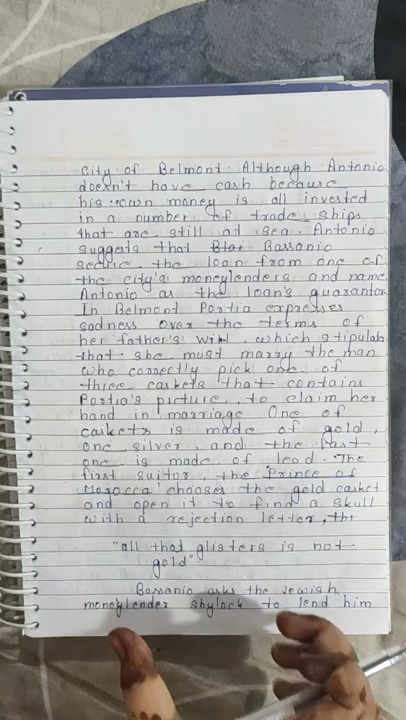 city of Belmont. Although Antonio
doesn't have cash because
his own money is all invested
in a number of trade ships
that are still at sea. Antonio
suggests that Bassanio
secure the loan from one of
the city's moneylenders and name
Antonio as the loan's guarantor
In Belmont Portia expresses
sadness over the terms of
her father's will, which stipulates
that she must marry the man
who correctly pick one of
three caskets that contains
Portia's picture, to claim her
hand in marriage One of
caskets is made of gold,
one silver, and the last
one is made of lead. The
first suitor, the Prince of
Morocca chooses the gold casket
and open it to find a skull
with a rejection letter, th
"all that glisters is not
gold"
Bassanio asks the Jewish
moneylender shylock to lend him